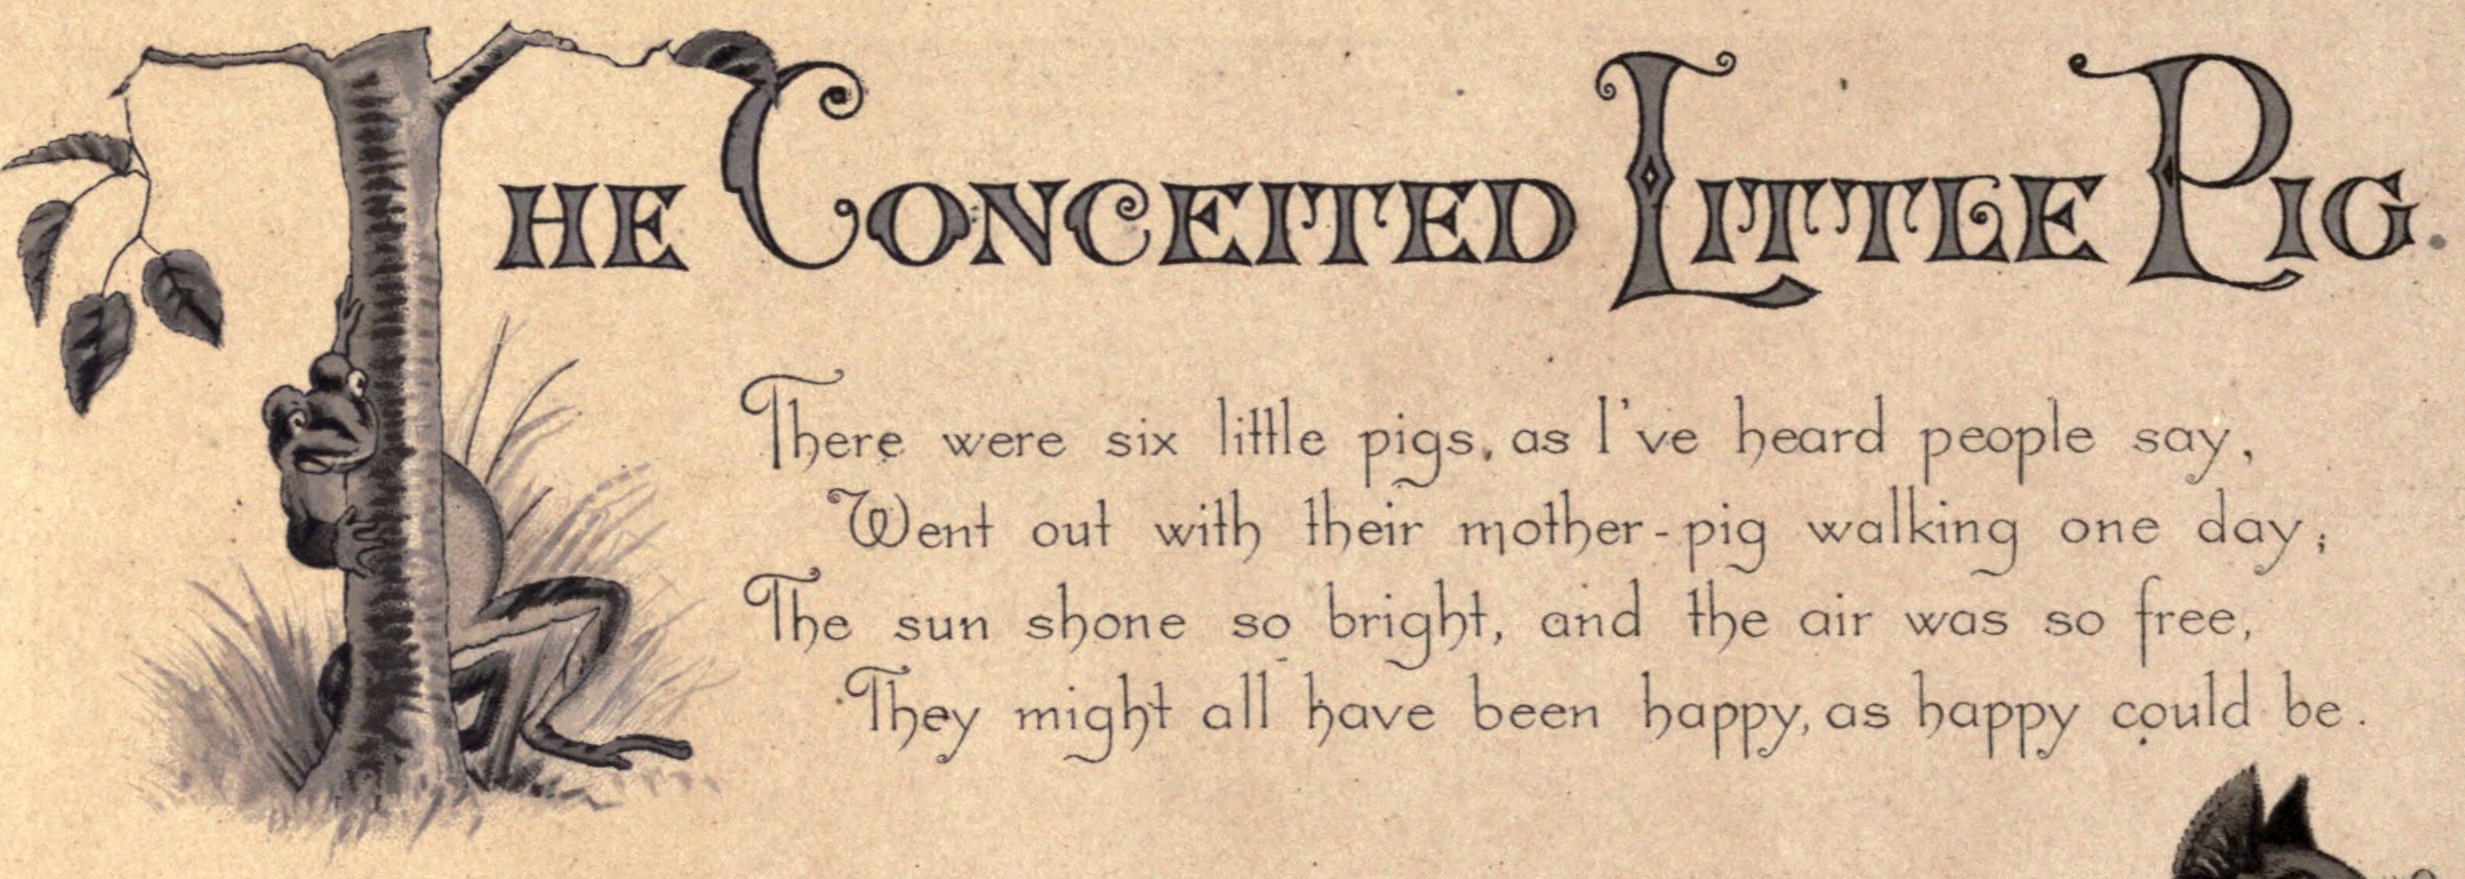 The Conceited Little Pig.
There were six little pigs, as I've heard people say,
Went out with their mother-pig walking one day;
The sun shone so bright, and the air was so free,
They might all have been happy, as happy could be.